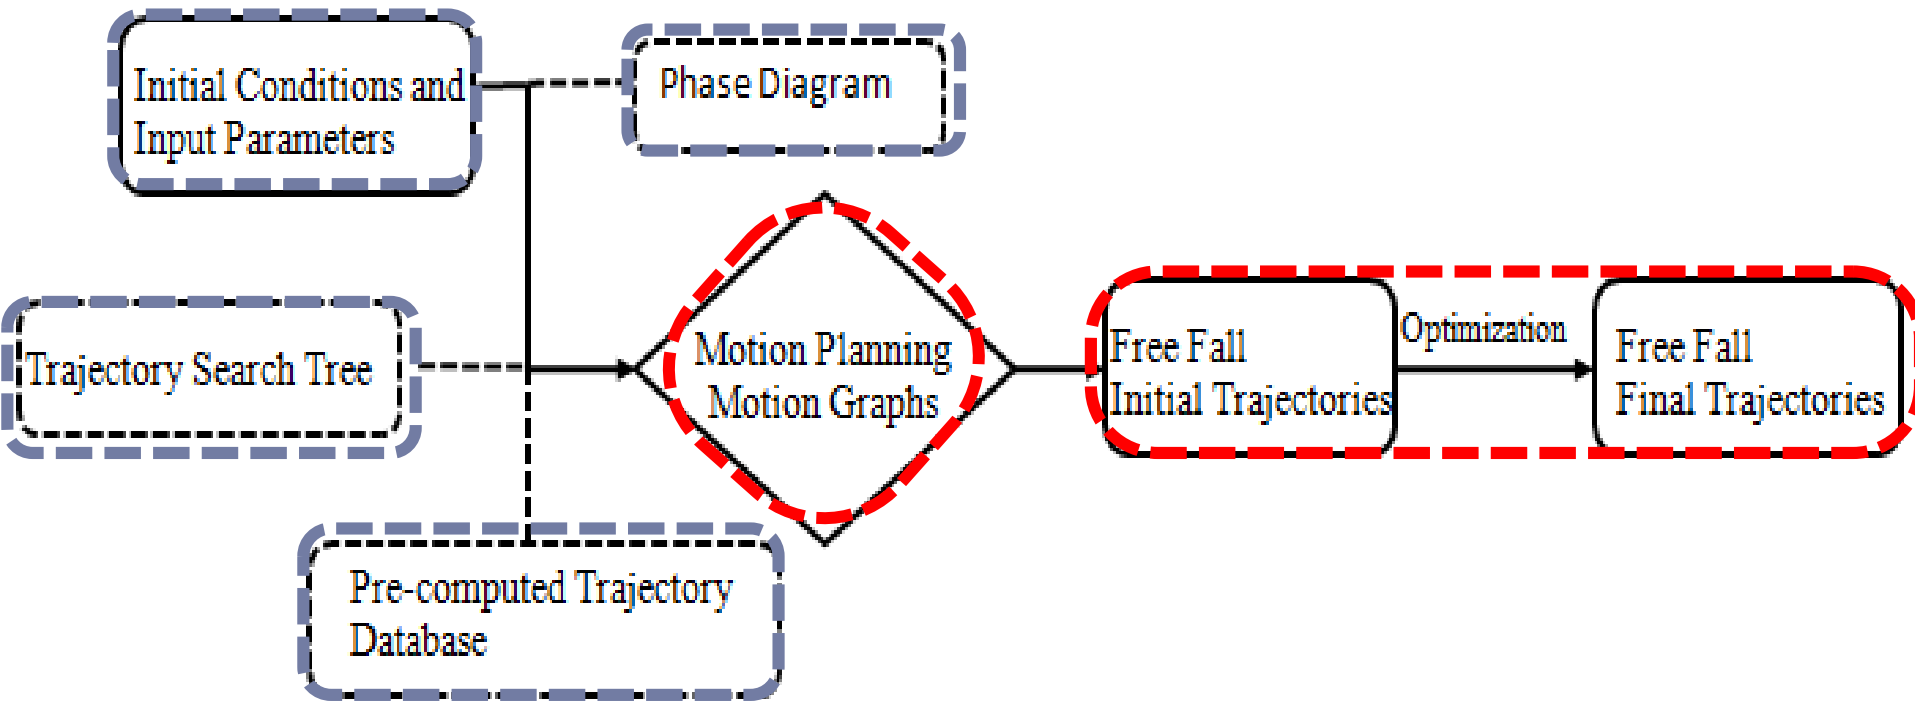 Initial Conditions and
Input Parameters
Phase Diagram
Trajectory Search Tree
Motion Planning
Motion Graphs
Free Fall
Initial Trajectories
Optimization
Free Fall
Final Trajectories
Pre-computed Trajectory
Database